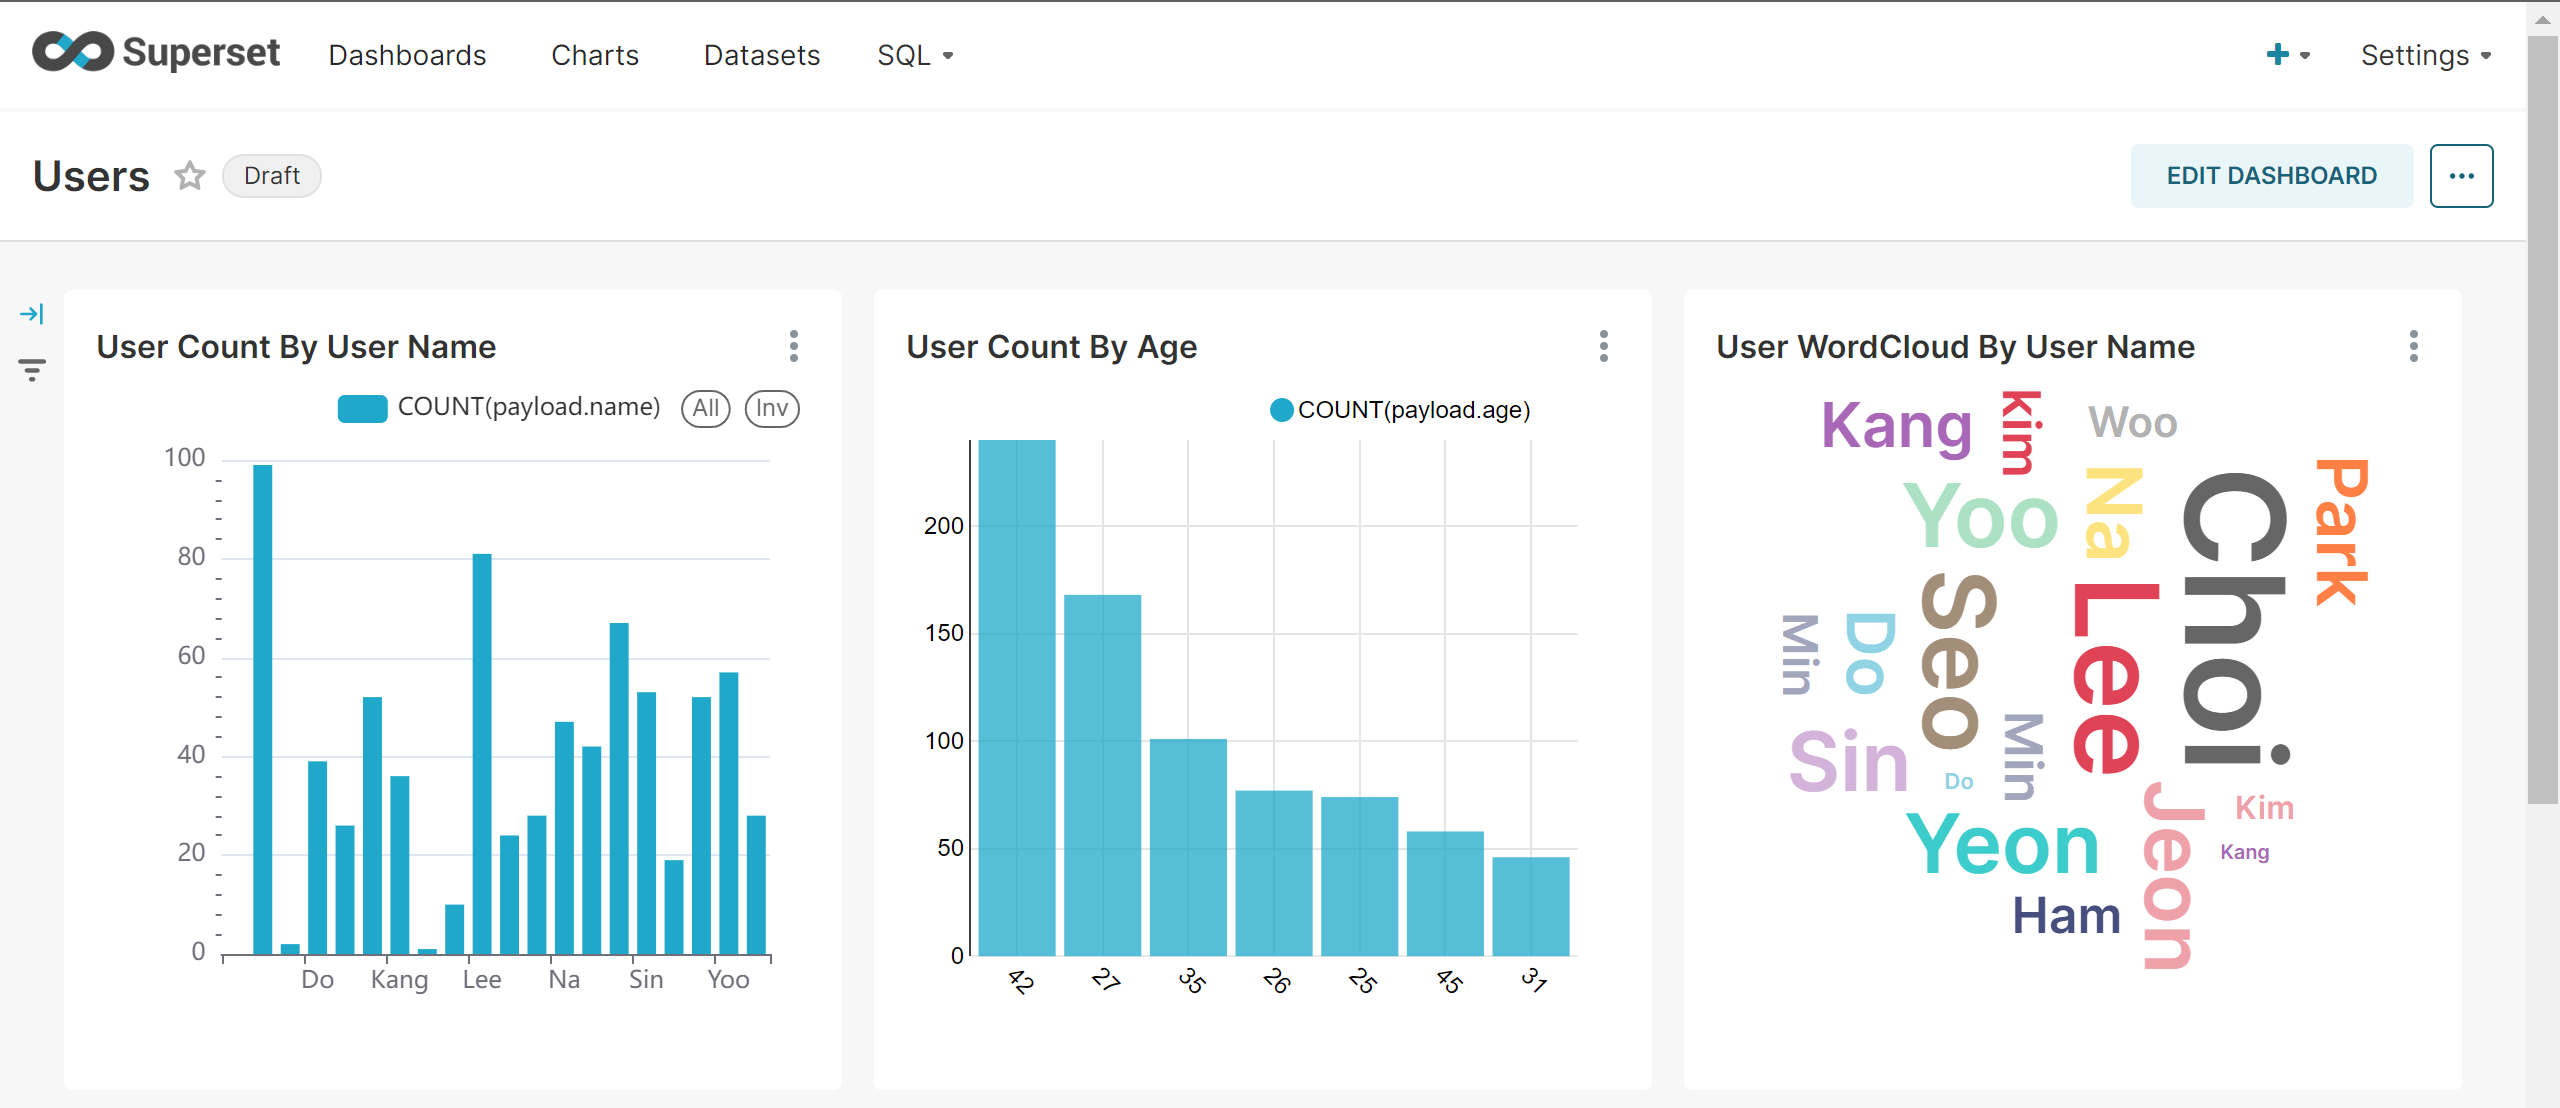 Superset Dashboards Charts Datasets SQL + Settings
Users Draft EDIT DASHBOARD ...
User Count By User Name
COUNT(payload.name) All Inv
100
80
60
40
20
0
Do Kang Lee Na Sin Yoo
User Count By Age
COUNT(payload.age)
200
150
100
50
0
42 27 35 26 25 45 31
User WordCloud By User Name
Kang
kim
Woo
Yoo
Na
Choi
Park
Min
Do
Seo
Lee
Sin
Do
Min
Yeon
Jeon
Kim
Kang
Ham